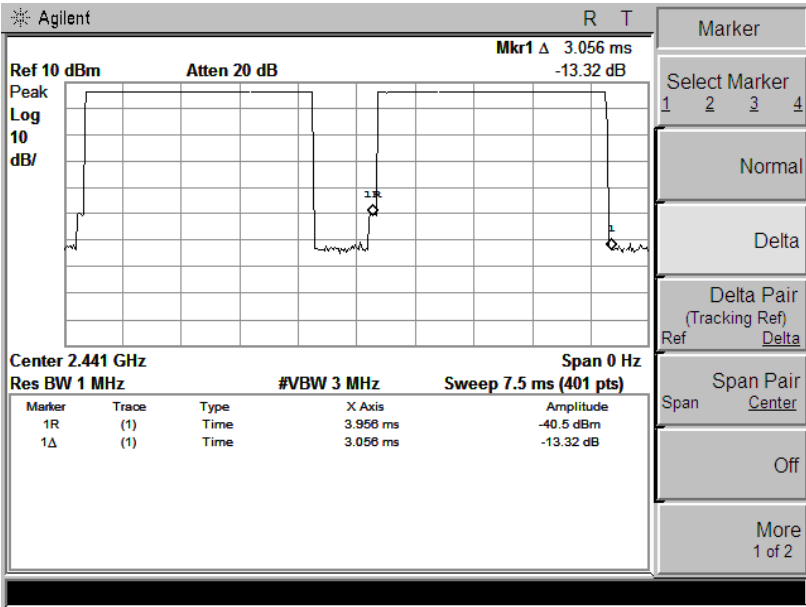 Agilent
R T
Mkr1 Δ 3.056 ms
Ref 10 dBm Atten 20 dB -13.32 dB
Peak
Log
10
dB/
1R
1
Center 2.441 GHz Span 0 Hz
Res BW 1 MHz #VBW 3 MHz Sweep 7.5 ms (401 pts)
Marker Trace Type X Axis Amplitude
1R (1) Time 3.956 ms -40.5 dBm
1Δ (1) Time 3.056 ms -13.32 dB
Marker
Select Marker
1 2 3 4
Normal
Delta
Delta Pair
(Tracking Ref)
Ref Delta
Span Pair
Span Center
Off
More
1 of 2